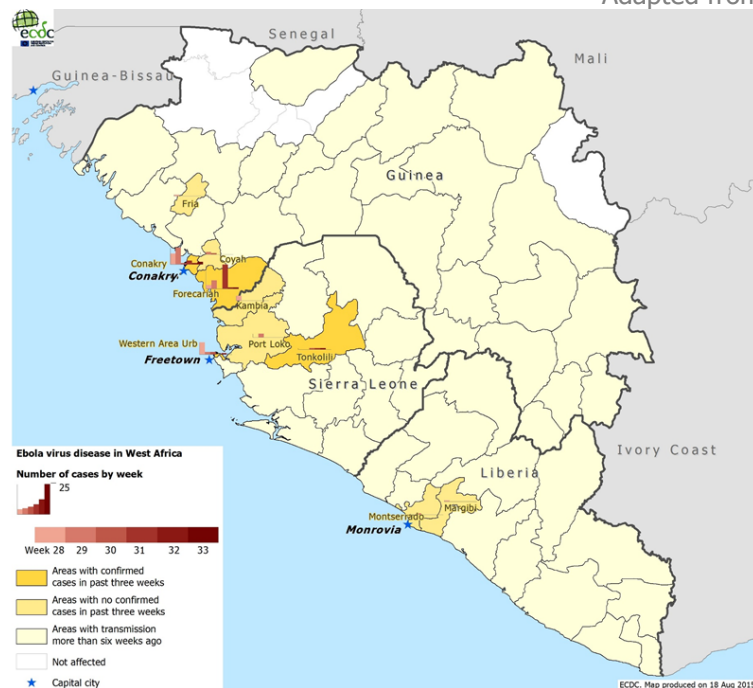 Adapted from
ecdc
Senegal
Mali
Guinea-Bissau
Guinea
Fria
Conakry
Coyah
Conakry
Forecariah
Kambia
Western Area Urb
Port Loko
Freetown
Tonkolili
Sierra Leone
Ivory Coast
Liberia
Montserrado
Margibi
Monrovia
Ebola virus disease in West Africa
Number of cases by week
25
Week 28 29 30 31 32 33
Areas with confirmed
cases in past three weeks
Areas with no confirmed
cases in past three weeks
Areas with transmission
more than six weeks ago
Not affected
Capital city
ECDC. Map produced on 18 Aug